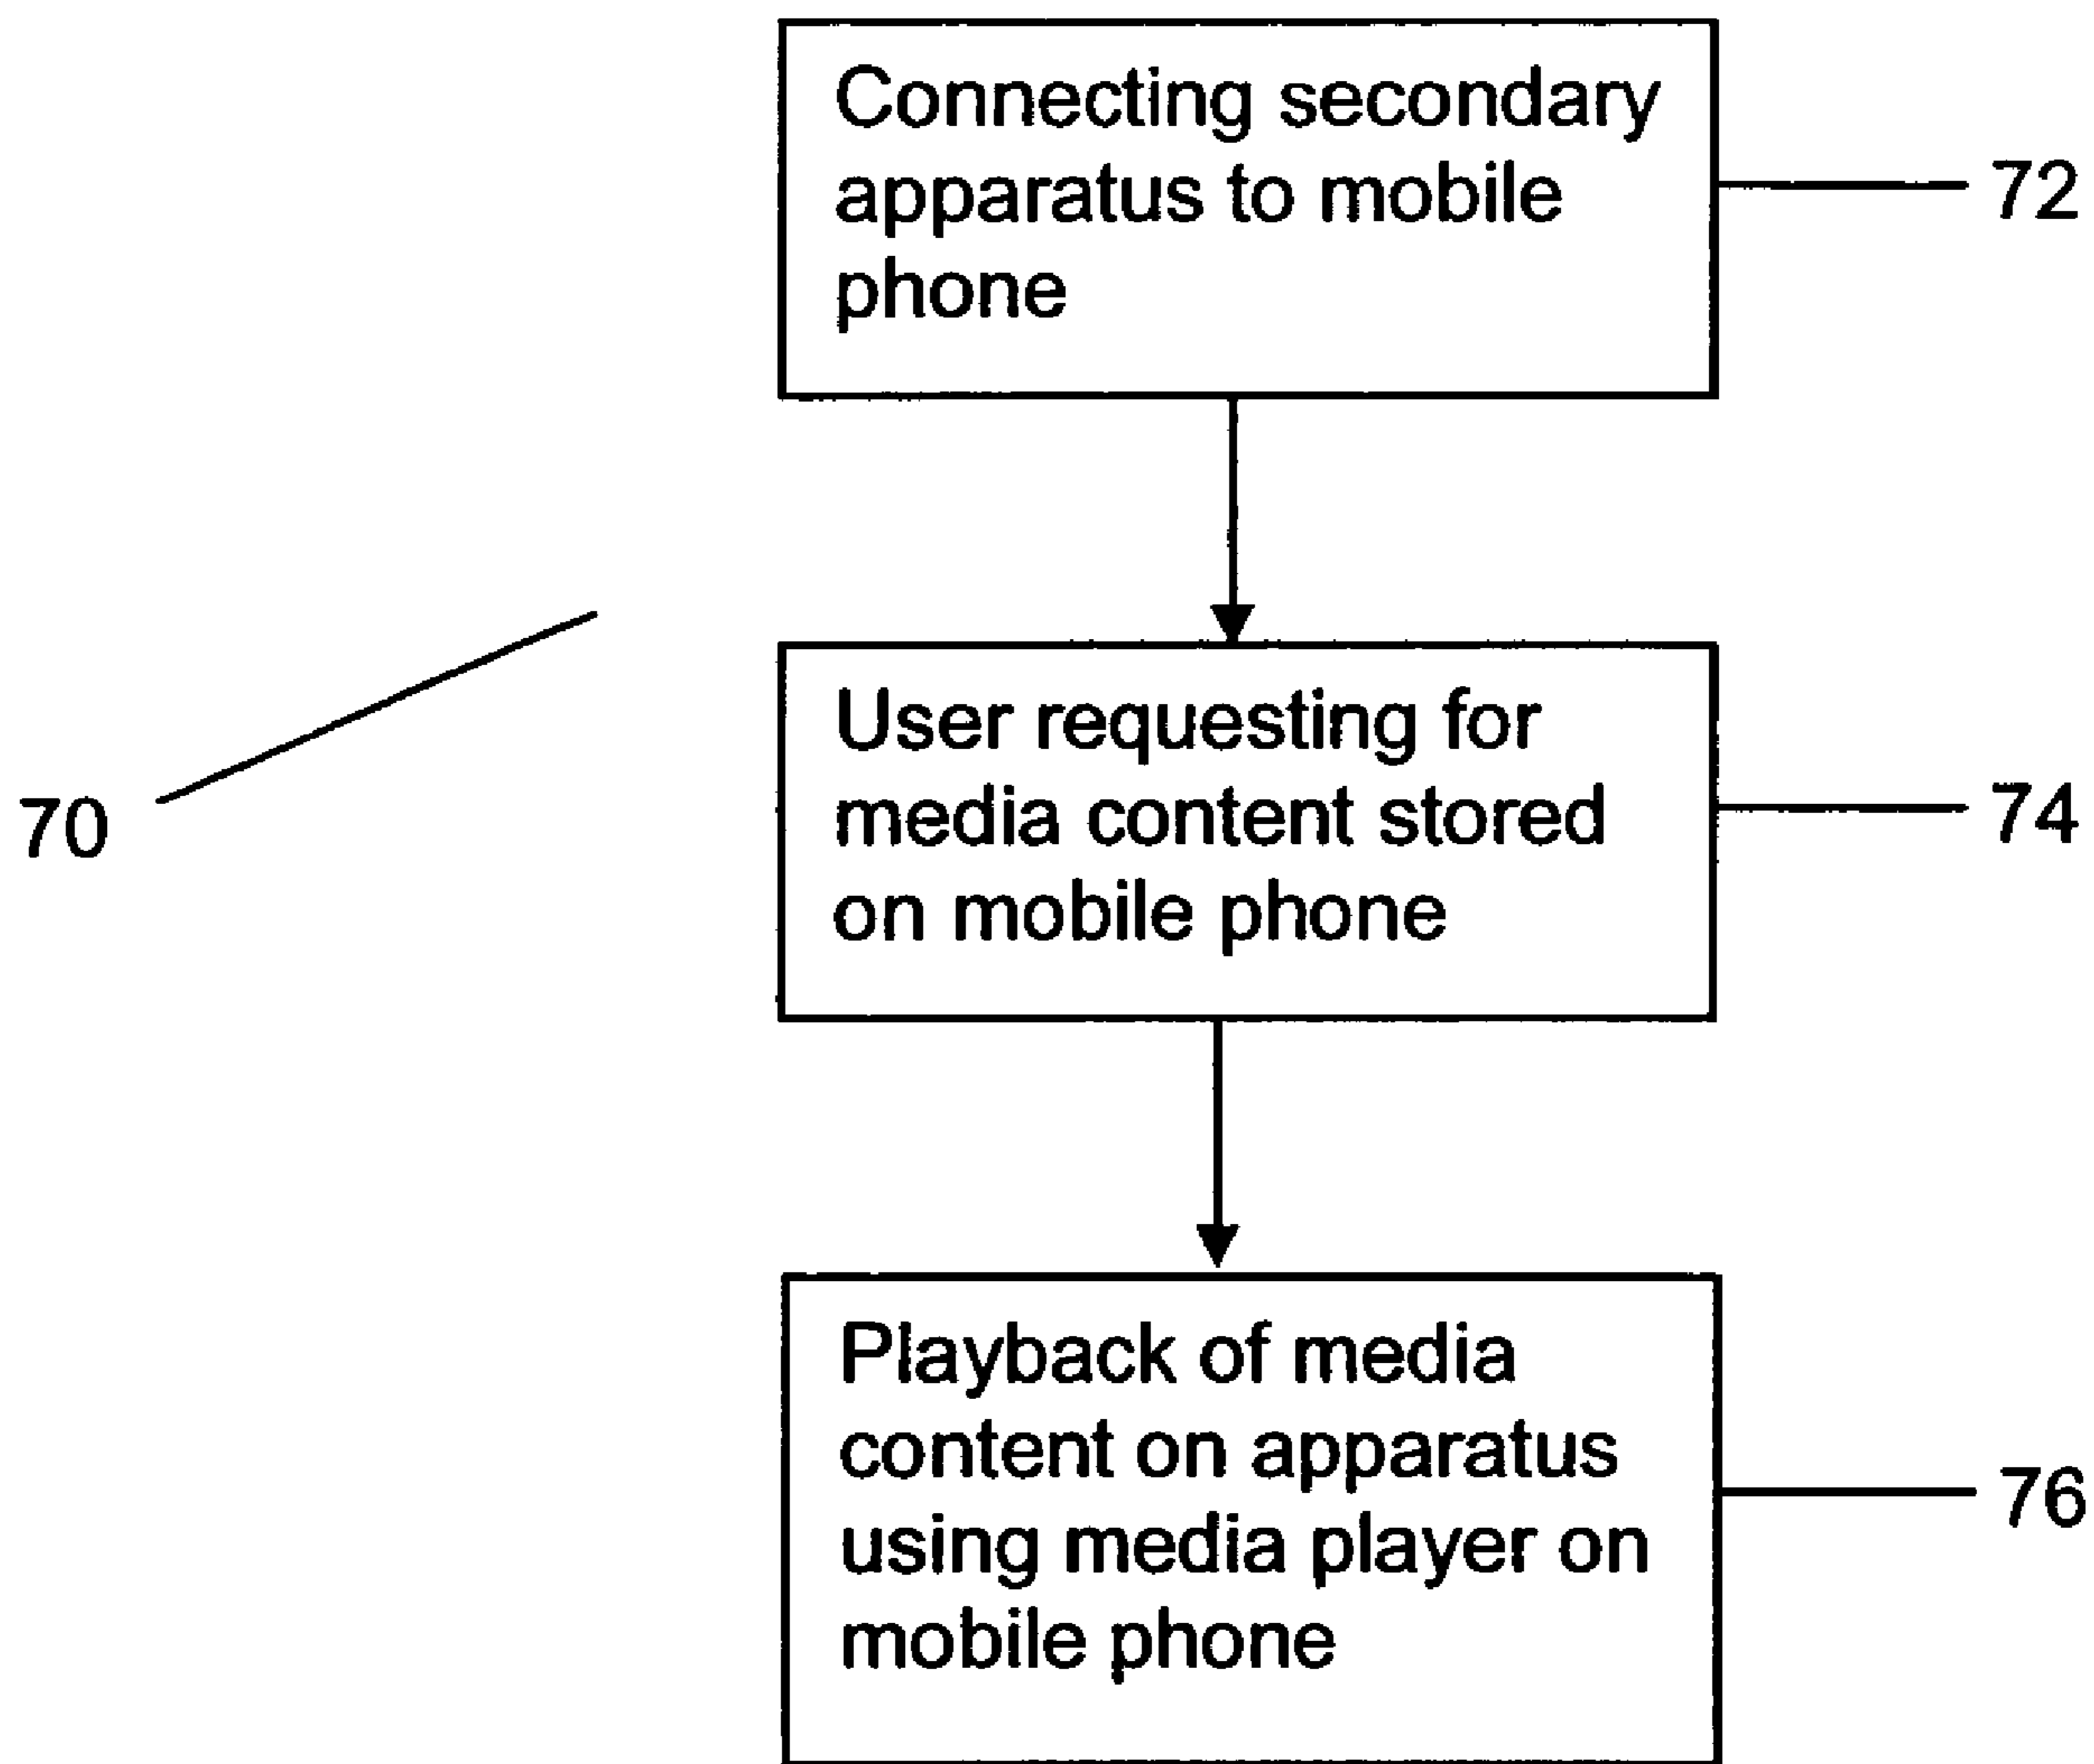 Connecting secondary
apparatus to mobile
phone
72
User requesting for
media content stored
on mobile phone
74
70
Playback of media
content on apparatus
using media player on
mobile phone
76